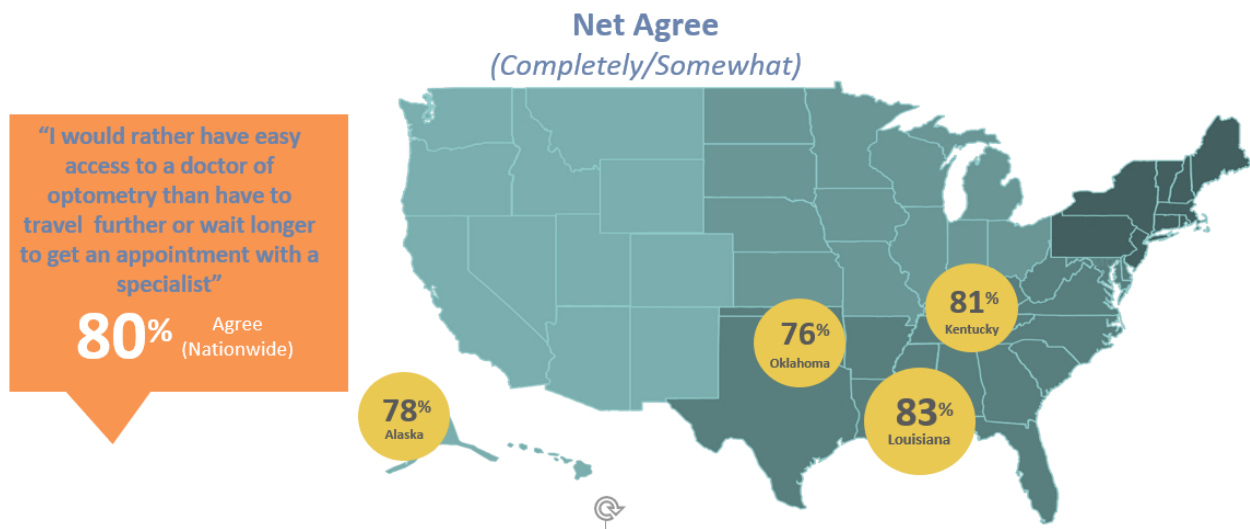 Net Agree
(Completely/Somewhat)
“I would rather have easy
access to a doctor of
optometry than have to
travel further or wait longer
to get an appointment with a
specialist”
80% Agree
(Nationwide)
81%
Kentucky
76%
Oklahoma
83%
Louisiana
78%
Alaska